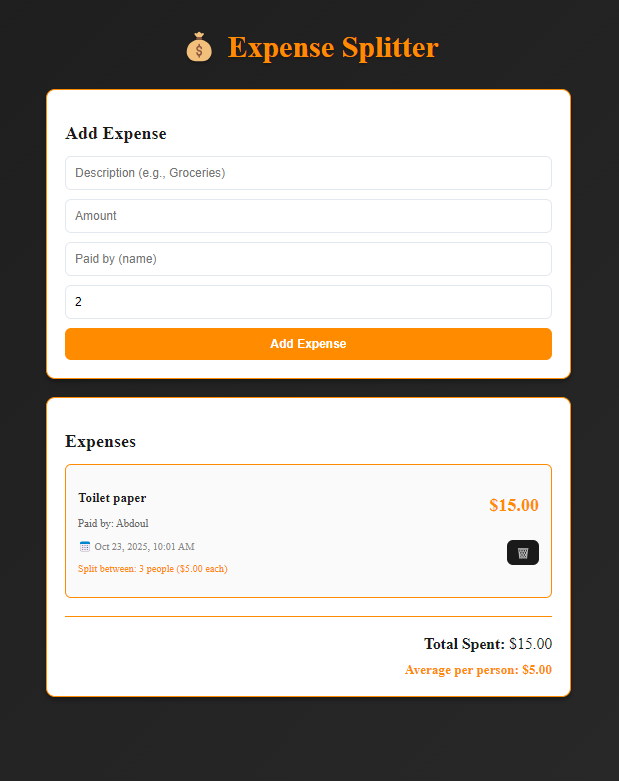 Expense Splitter
Add Expense
Description (e.g., Groceries)
Amount
Paid by (name)
2
Add Expense
Expenses
Toilet paper
$15.00
Paid by: Abdoul
Oct 23, 2025, 10:01 AM
Split between: 3 people ($5.00 each)
Total Spent: $15.00
Average per person: $5.00